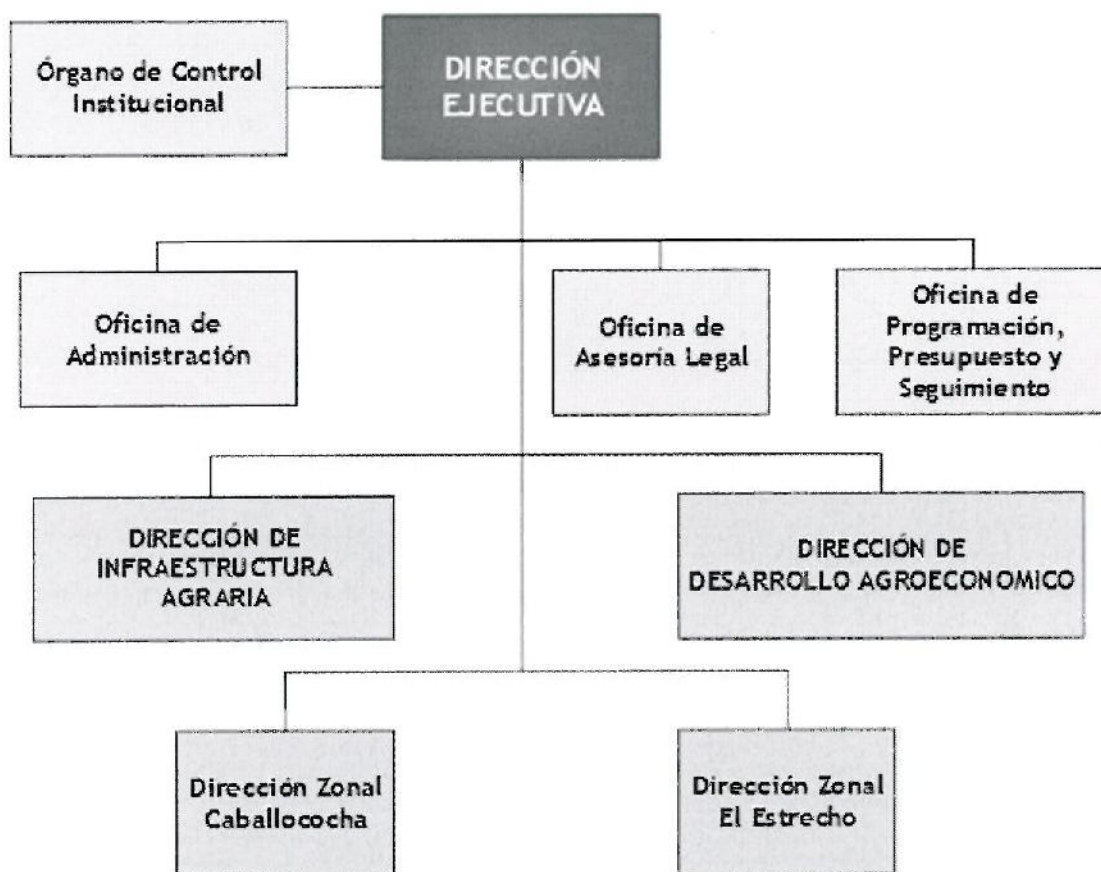 Órgano de Control
Institucional
DIRECCIÓN
EJECUTIVA
Oficina de
Administración
Oficina de
Asesoría Legal
Oficina de
Programación,
Presupuesto y
Seguimiento
DIRECCIÓN DE
INFRAESTRUCTURA
AGRARIA
DIRECCIÓN DE
DESARROLLO AGROECONOMICO
Dirección Zonal
Caballococha
Dirección Zonal
El Estrecho